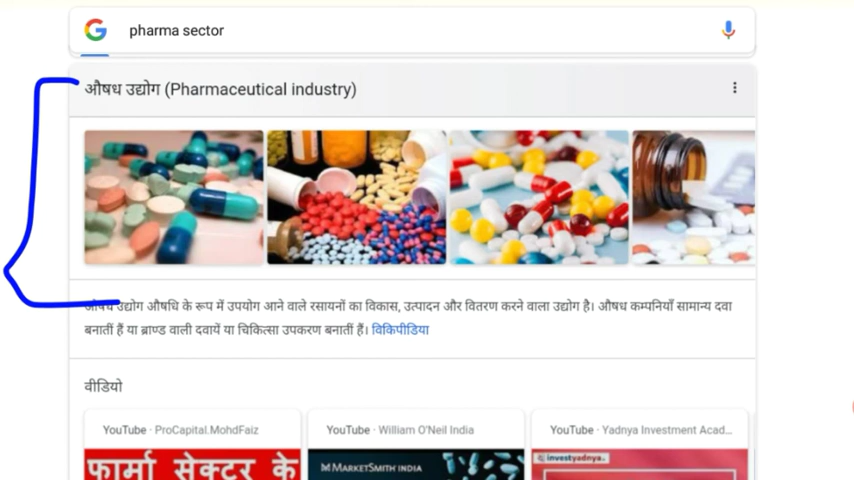 pharma sector
औषध उद्योग (Pharmaceutical industry)
औषध उद्योग औषधि के रूप में उपयोग आने वाले रसायनों का विकास, उत्पादन और वितरण करने वाला उद्योग है। औषध कम्पनियाँ सामान्य दवा
बनातीं हैं या ब्राण्ड वाली दवायें या चिकित्सा उपकरण बनातीं हैं। विकिपीडिया
वीडियो
YouTube · ProCapital.MohdFaiz
YouTube · William O'Neil India
YouTube · Yadnya Investment Acad...
फार्मा सेक्टर के
MARKETSMITH INDIA
investyadnya.